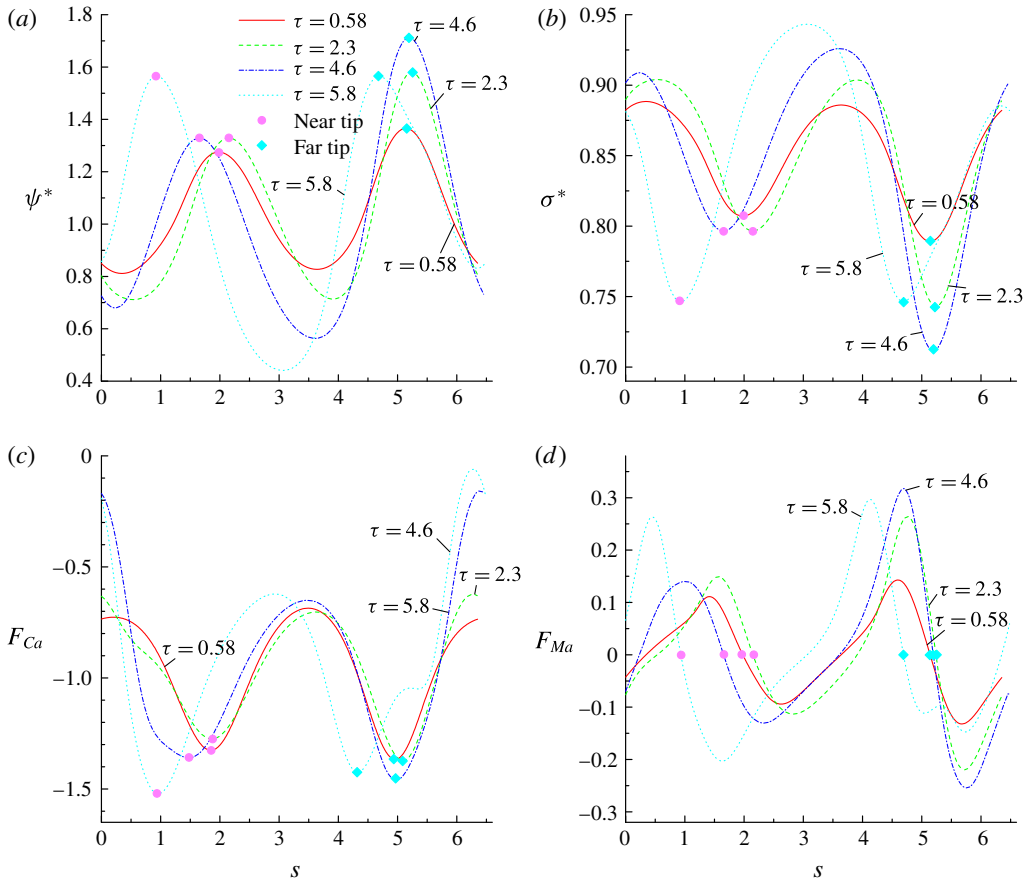 (a)
τ = 0.58
τ = 2.3
τ = 4.6
τ = 5.8
Near tip
Far tip
τ = 4.6
τ = 2.3
τ = 5.8
τ = 0.58
ψ*
1.8
1.6
1.4
1.2
1.0
0.8
0.6
0.4
0 1 2 3 4 5 6
(b)
0.95
0.90
0.85
0.80
0.75
0.70
σ*
τ = 0.58
τ = 5.8
τ = 2.3
τ = 4.6
0 1 2 3 4 5 6
(c)
0
−0.5
−1.0
−1.5
F_Ca
τ = 4.6
τ = 2.3
τ = 5.8
τ = 0.58
0 1 2 3 4 5 6
s
(d)
0.3
0.2
0.1
0
−0.1
−0.2
−0.3
F_Ma
τ = 4.6
τ = 5.8
τ = 2.3
τ = 0.58
0 1 2 3 4 5 6
s